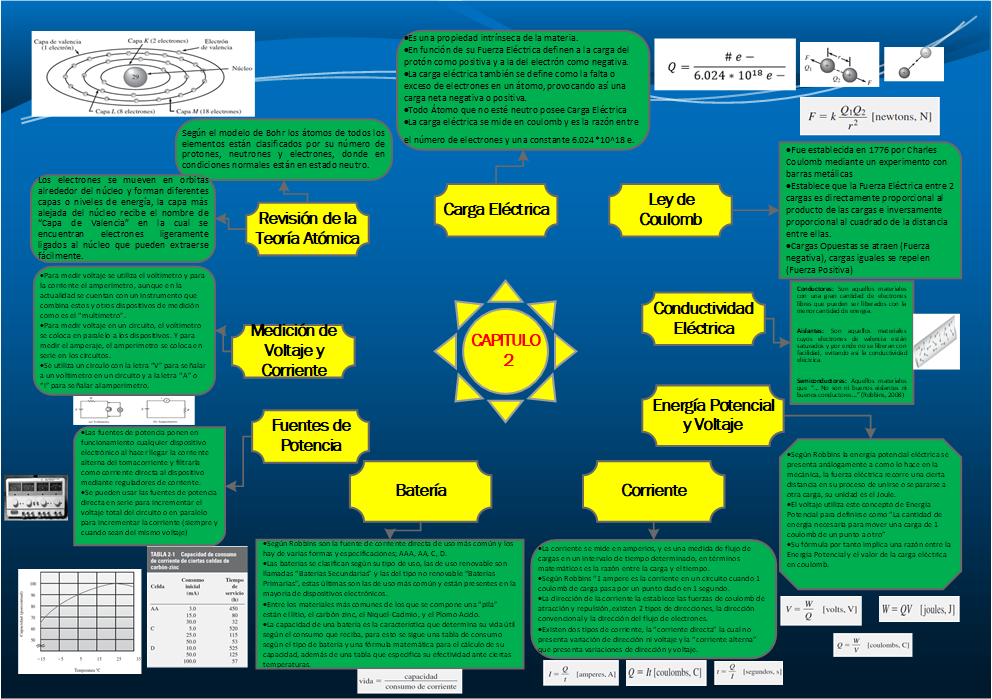 Capa de valencia
(1 electrón)
Capa K (2 electrones)
Electrón
de valencia
29
Núcleo
Capa L (8 electrones)
Capa M (18 electrones)
●Es una propiedad intrínseca de la materia.
●En función de su Fuerza Eléctrica definen a la carga del
protón como positiva y a la del electrón como negativa.
●La carga eléctrica también se define como la falta o
exceso de electrones en un átomo, provocando así una
carga neta negativa o positiva.
●Todo Átomo que no esté neutro posee Carga Eléctrica
●La carga eléctrica se mide en coulomb y es la razón entre
el número de electrones y una constante 6.024 *10^18 e.
Q = # e − / 6.024 ∗ 10^18 e −
F
Q1
Q2
F
F = k Q1Q2 / r² [newtons, N]
Según el modelo de Bohr los átomos de todos los
elementos están clasificados por su número de
protones, neutrones y electrones, donde en
condiciones normales están en estado neutro.
Los electrones se mueven en orbitas
alrededor del núcleo y forman diferentes
capas o niveles de energía, la capa más
alejada del núcleo recibe el nombre de
"Capa de Valencia" en la cual se
encuentran electrones ligeramente
ligados al núcleo que pueden extraerse
fácilmente.
Revisión de la
Teoría Atómica
Carga Eléctrica
Ley de
Coulomb
●Fue establecida en 1776 por Charles
Coulomb mediante un experimento con
barras metálicas
●Establece que la Fuerza Eléctrica entre 2
cargas es directamente proporcional al
producto de las cargas e inversamente
proporcional al cuadrado de la distancia
entre ellas.
●Cargas Opuestas se atraen (Fuerza
negativa), cargas iguales se repelen
(Fuerza Positiva)
●Para medir voltaje se utiliza el voltímetro y para
la corriente el amperímetro, aunque en la
actualidad se cuentan con un instrumento que
combina estos y otros dispositivos de medición
como es el "multímetro".
●Para medir voltaje en un circuito, el voltímetro
se coloca en paralelo a los dispositivos. Y para
medir el amperaje, el amperímetro se coloca en
serie en los circuitos.
●Se utiliza un círculo con la letra "V" para señalar
a un voltímetro en un circuito y a la letra "A" o
"I" para señalar al amperímetro.
Medición de
Voltaje y
Corriente
CAPITULO
2
Conductividad
Eléctrica
Conductores: Son aquellos materiales
con una gran cantidad de electrones
libres que pueden ser liberados con la
menor cantidad de energía.
Aislantes: Son aquellos materiales
cuyos electrones de valencia están
saturados y por ende no se liberan con
facilidad, evitando así la conductividad
eléctrica.
Semiconductores: Aquellos materiales
que "... No son ni buenos aislantes ni
buenos conductores..." (Robbins, 2008)
Energía Potencial
y Voltaje
●Según Robbins la energía potencial eléctrica se
presenta análogamente a como lo hace en la
mecánica, la fuerza eléctrica recorre una cierta
distancia en su proceso de unirse o separarse a
otra carga, su unidad es el Joule.
●El voltaje utiliza este concepto de Energía
Potencial para definirse como "La cantidad de
energía necesaria para mover una carga de 1
coulomb de un punto a otro"
●Su fórmula por tanto implica una razón entre la
Energía Potencial y el valor de la carga eléctrica
en coulomb.
V = W / Q [volts, V]
W = QV [joules, J]
Q = W / V [coulombs, C]
Fuentes de
Potencia
●Las fuentes de potencia ponen en
funcionamiento cualquier dispositivo
electrónico al hacer llegar la corriente
alterna del tomacorriente y filtrarla
como corriente directa al dispositivo
mediante reguladores de corriente.
●Se pueden usar las fuentes de potencia
directa en serie para incrementar el
voltaje total del circuito o en paralelo
para incrementar la corriente (siempre y
cuando sean del mismo voltaje)
Batería
Corriente
TABLA 2-1 Capacidad de consumo
de corriente de ciertas celdas de
carbón-zinc
Celda Consumo inicial (mA) Tiempo de servicio (h)
AA 3.0 450
15.0 80
30.0 32
C 5.0 520
25.0 115
50.0 53
D 10.0 525
50.0 125
100.0 57
Capacidad (porcentual)
100
90
80
70
60
50
−15 −5 5 15 25 35
Temperatura °C
●Según Robbins son la fuente de corriente directa de uso más común y los
hay de varias formas y especificaciones; AAA, AA, C, D.
●Las baterías se clasifican según su tipo de uso, las de uso renovable son
llamadas "Baterías Secundarias" y las del tipo no renovable "Baterías
Primarias", estas últimas son las de uso más común y están presentes en la
mayoría de dispositivos electrónicos.
●Entre los materiales más comunes de los que se compone una "pila"
están el litio, el carbón-zinc, el Níquel-Cadmio, y el Plomo Acido.
●La capacidad de una batería es la característica que determina su vida útil
según el consumo que reciba, para esto se sigue una tabla de consumo
según el tipo de batería y una fórmula matemática para el cálculo de su
capacidad, además de una tabla que especifica su efectividad ante ciertas
temperaturas.
vida = capacidad / consumo de corriente
●La corriente se mide en amperios, y es una medida de flujo de
cargas en un intervalo de tiempo determinado, en términos
matemáticos es la razón entre la carga y el tiempo.
●Según Robbins "1 ampere es la corriente en un circuito cuando 1
coulomb de carga pasa por un punto dado en 1 segundo.
●La dirección de la corriente la establece las fuerzas de coulomb de
atracción y repulsión, existen 2 tipos de direcciones, la dirección
convencional y la dirección del flujo de electrones.
●Existen dos tipos de corriente, la "corriente directa" la cual no
presenta variación de dirección ni voltaje y la "corriente alterna"
que presenta variaciones de dirección y voltaje.
I = Q / t [amperes, A]
Q = It [coulombs, C]
t = Q / I [segundos, s]